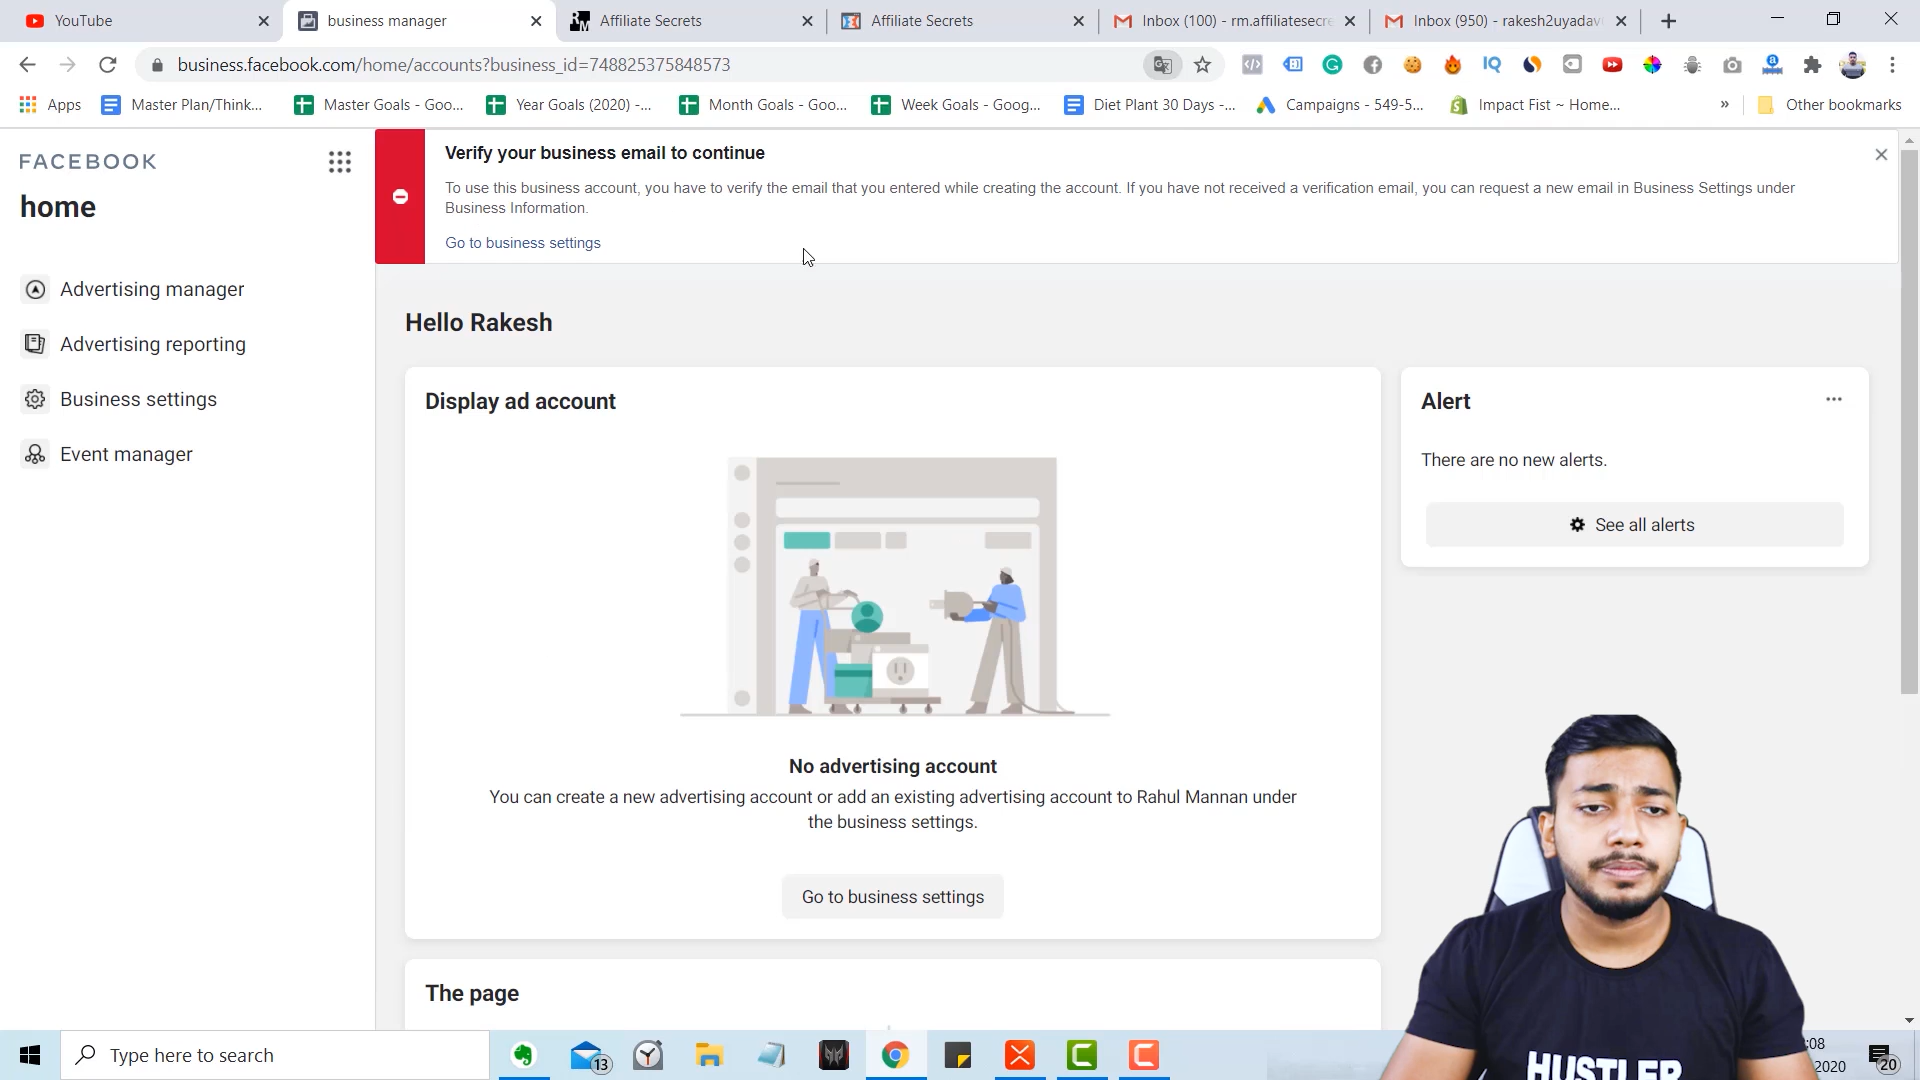 YouTube
business manager
Affiliate Secrets
Affiliate Secrets
Inbox (100) - rm.affiliatesecre
Inbox (950) - rakesh2uyadav
business.facebook.com/home/accounts?business_id=748825375848573
Apps
Master Plan/Think...
Master Goals - Goo...
Year Goals (2020) -...
Month Goals - Goo...
Week Goals - Goog...
Diet Plant 30 Days -...
Campaigns - 549-5...
Impact Fist ~ Home...
»
Other bookmarks
FACEBOOK
home
Advertising manager
Advertising reporting
Business settings
Event manager
Verify your business email to continue
To use this business account, you have to verify the email that you entered while creating the account. If you have not received a verification email, you can request a new email in Business Settings under
Business Information.
Go to business settings
Hello Rakesh
Display ad account
No advertising account
You can create a new advertising account or add an existing advertising account to Rahul Mannan under
the business settings.
Go to business settings
Alert
There are no new alerts.
See all alerts
The page
HUSTLER
Type here to search
13
:08
2020
20